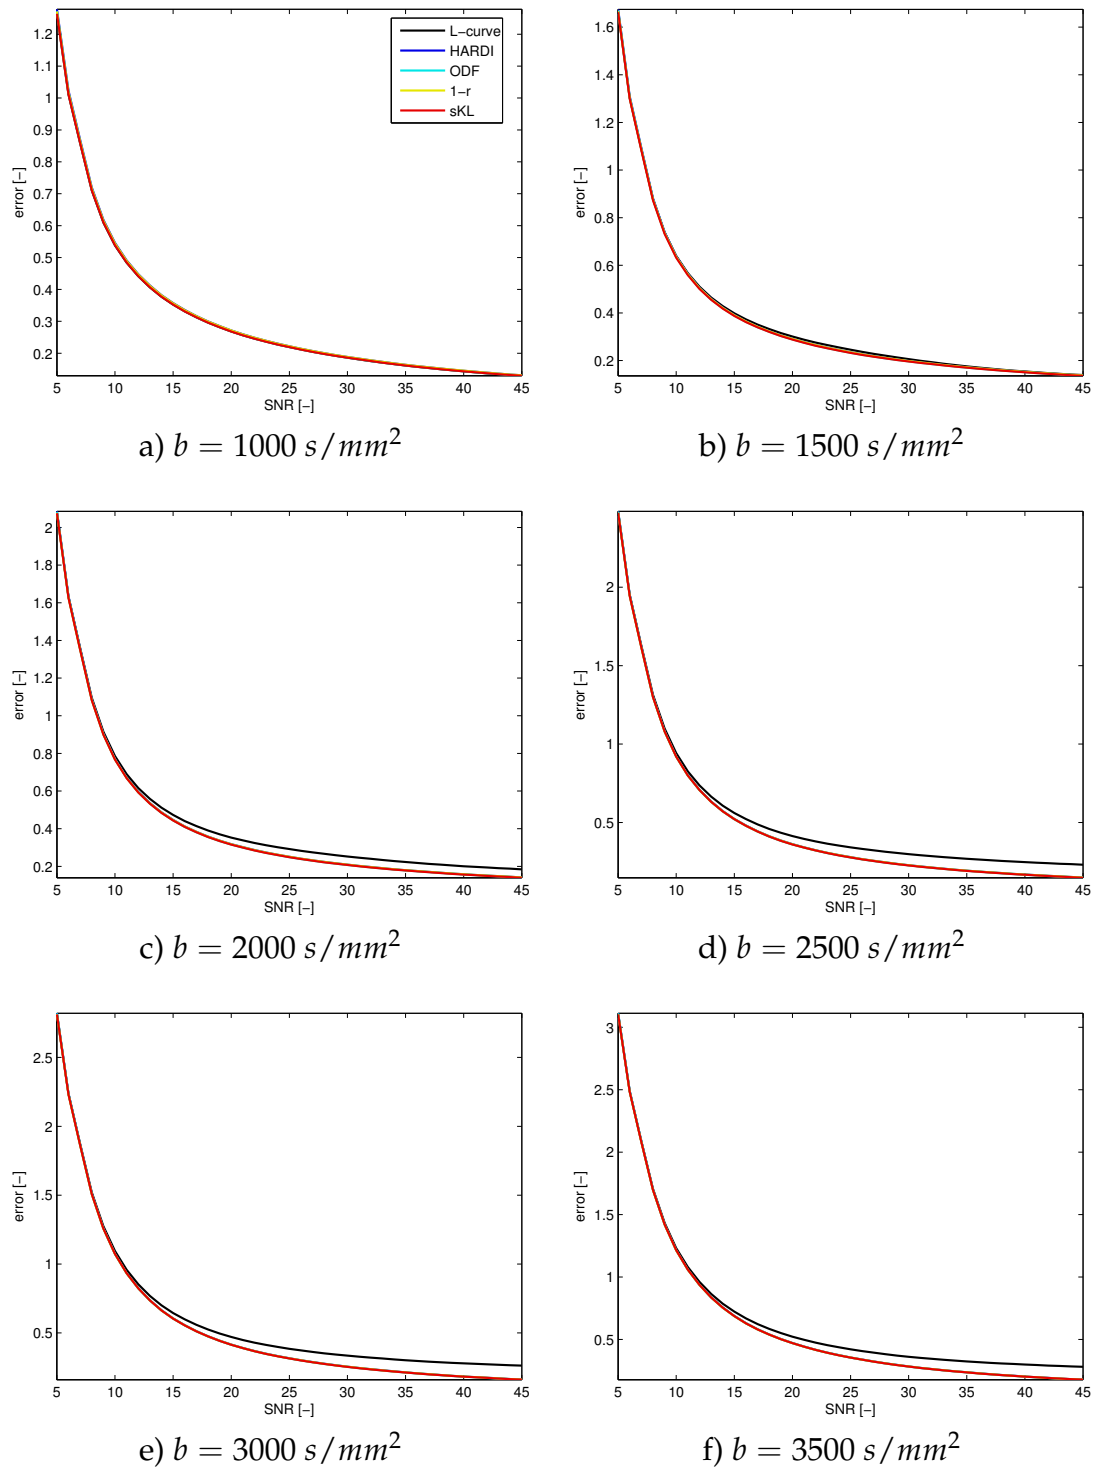 1.2
1.1
1
0.9
0.8
0.7
0.6
0.5
0.4
0.3
0.2
error [−]
5 10 15 20 25 30 35 40 45
SNR [−]
L−curve
HARDI
ODF
1−r
sKL
a) b = 1000 s/mm²
1.6
1.4
1.2
1
0.8
0.6
0.4
0.2
error [−]
5 10 15 20 25 30 35 40 45
SNR [−]
b) b = 1500 s/mm²
2
1.8
1.6
1.4
1.2
1
0.8
0.6
0.4
0.2
error [−]
5 10 15 20 25 30 35 40 45
SNR [−]
c) b = 2000 s/mm²
2
1.5
1
0.5
error [−]
5 10 15 20 25 30 35 40 45
SNR [−]
d) b = 2500 s/mm²
2.5
2
1.5
1
0.5
error [−]
5 10 15 20 25 30 35 40 45
SNR [−]
e) b = 3000 s/mm²
3
2.5
2
1.5
1
0.5
error [−]
5 10 15 20 25 30 35 40 45
SNR [−]
f) b = 3500 s/mm²